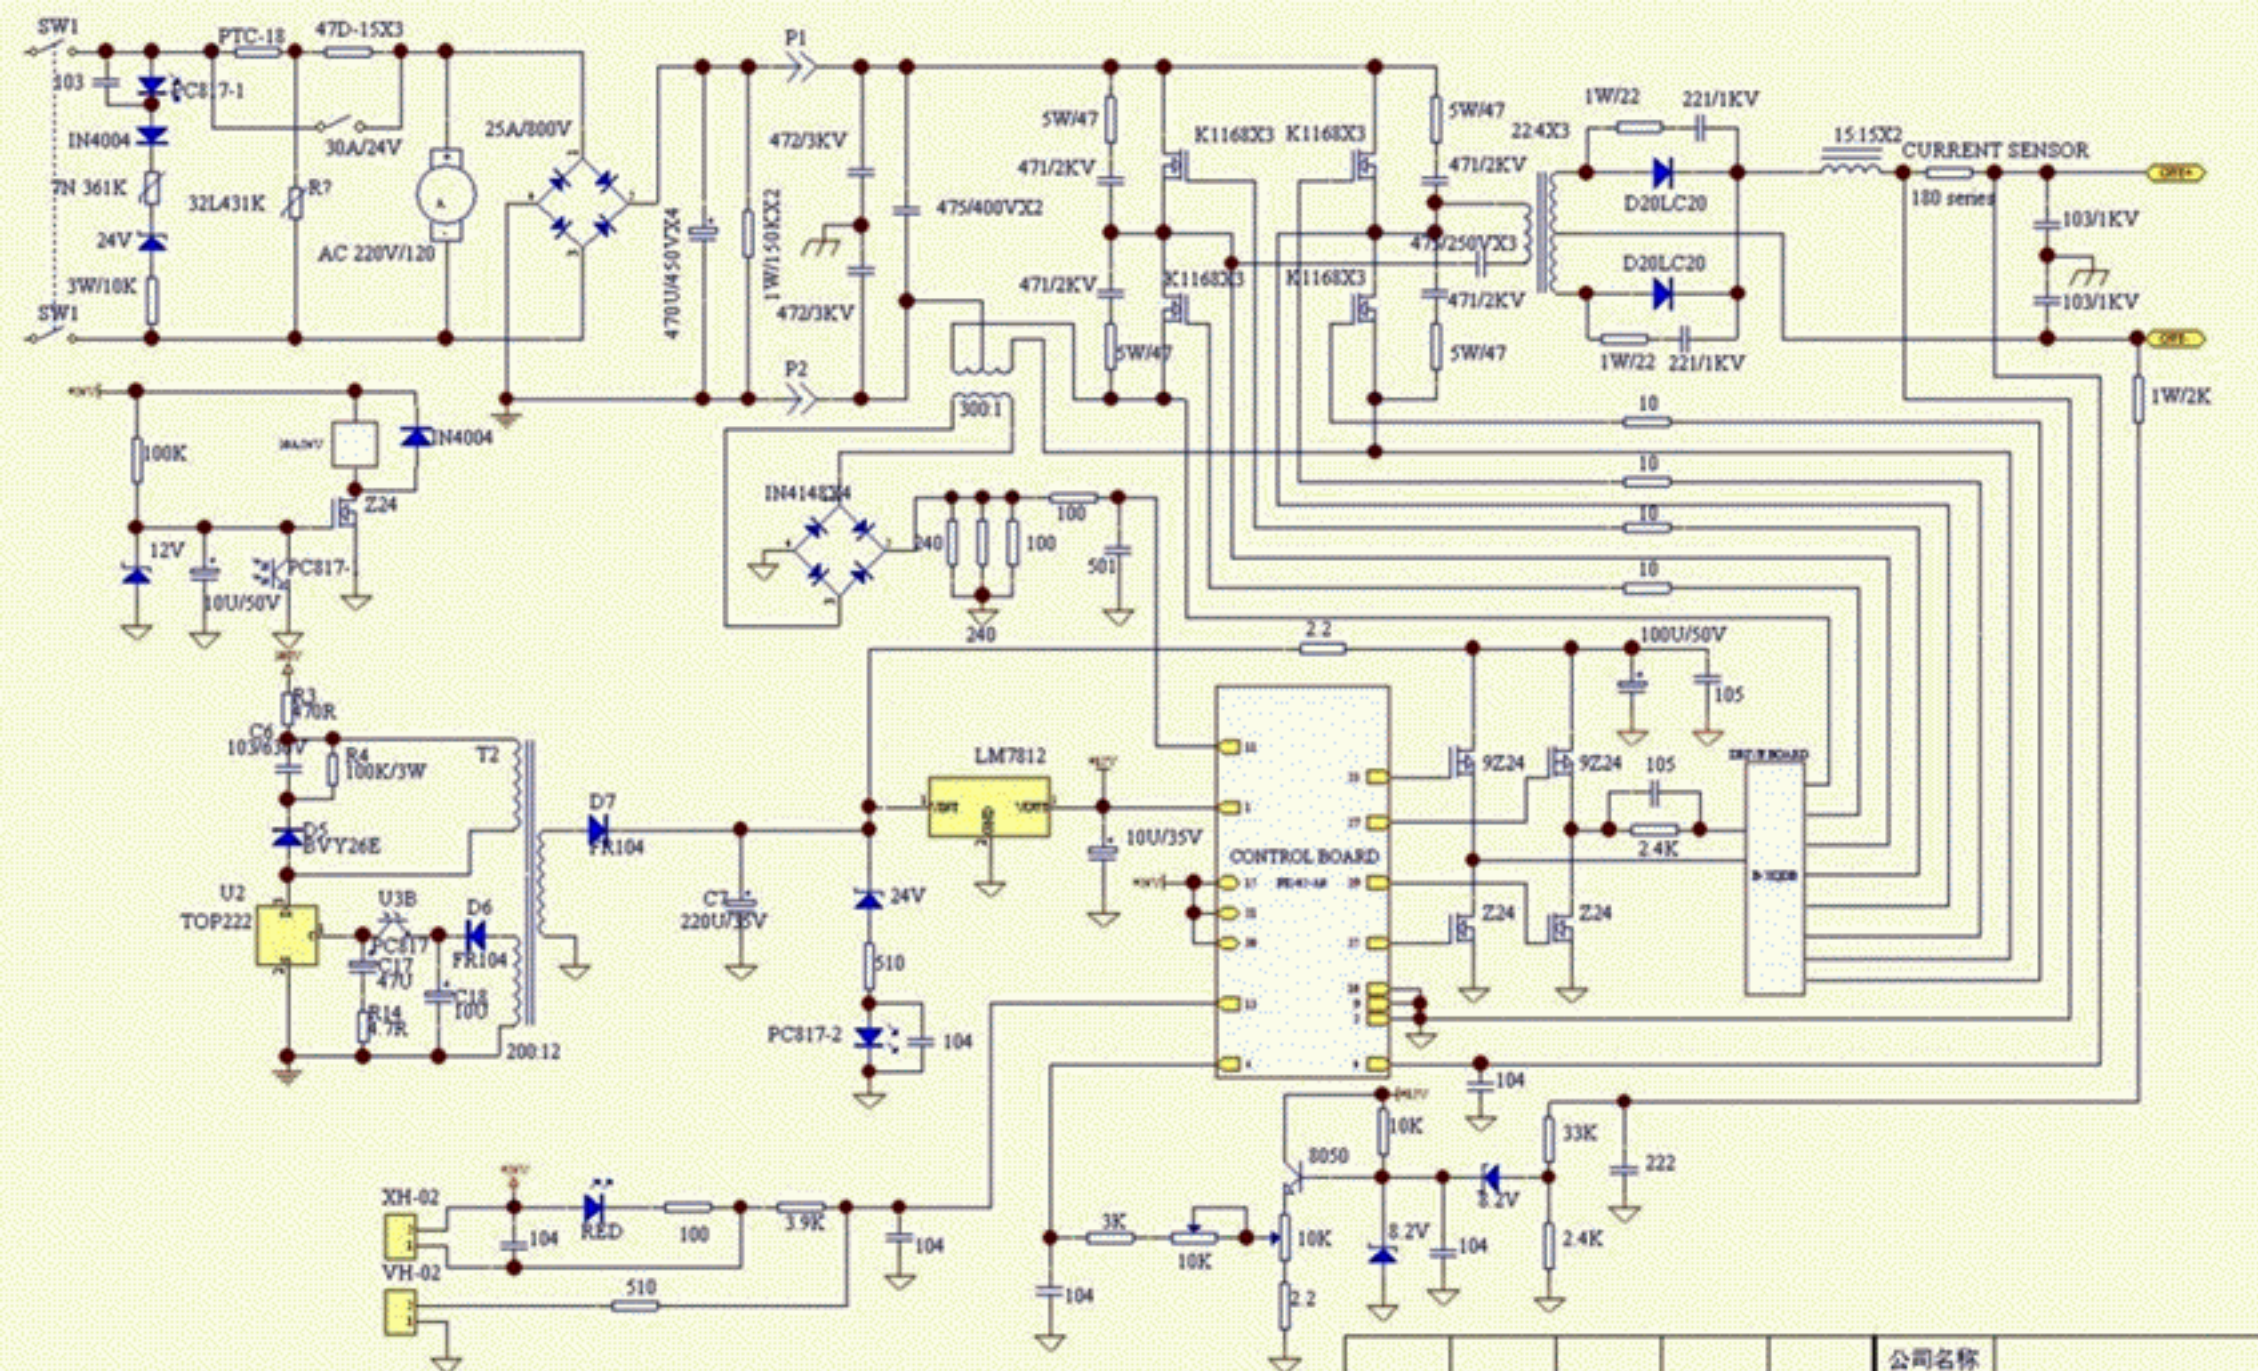 SW1
PTC-18
47D-15X3
103
PC817-1
IN4004
30A/24V
7N 361K
32L431K
R?
24V
3W/10K
SW1
A
AC 220V/120
25A/800V
470U/450VX4
1W/150KX2
P1
472/3KV
475/400VX2
472/3KV
P2
300:1
5W/47
471/2KV
471/2KV
5W/47
K1168X3
K1168X3
K1168X3
K1168X3
5W/47
471/2KV
475/250VX3
471/2KV
5W/47
22:4X3
1W/22
221/1KV
D20LC20
D20LC20
1W/22
221/1KV
15:15X2
CURRENT SENSOR
180 series
103/1KV
103/1KV
1W/2K
100K
IN4004
Z24
12V
10U/50V
PC817-
IN4148X4
240
100
100
501
240
10
10
10
10
2.2
100U/50V
105
R3
470R
C6
103/630V
R4
100K/3W
T2
D5
BVY26E
U2
TOP222
U3B
PC817
D6
FR104
C17
47U
C18
10U
R14
4.7R
200:12
D7
FR104
C7
220U/35V
LM7812
10U/35V
24V
510
PC817-2
104
CONTROL BOARD
9Z24
9Z24
105
2.4K
Z24
Z24
DRIVEBOARD
104
10K
8050
33K
222
8.2V
8.2V
104
2.4K
3K
10K
10K
104
2.2
XH-02
2
1
104
RED
100
3.9K
104
VH-02
2
1
510
公司名称